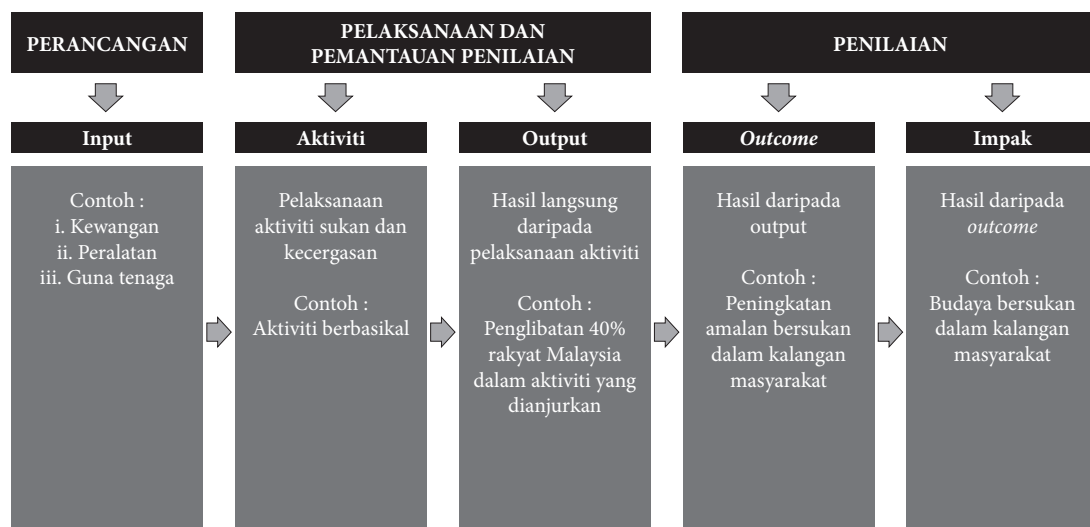 PERANCANGAN
PELAKSANAAN DAN
PEMANTAUAN PENILAIAN
PENILAIAN
Input
Aktiviti
Output
Outcome
Impak
Contoh :
i. Kewangan
ii. Peralatan
iii. Guna tenaga
Pelaksanaan
aktiviti sukan dan
kecergasan
Contoh :
Aktiviti berbasikal
Hasil langsung
daripada
pelaksanaan aktiviti
Contoh :
Penglibatan 40%
rakyat Malaysia
dalam aktiviti yang
dianjurkan
Hasil daripada
output
Contoh :
Peningkatan
amalan bersukan
dalam kalangan
masyarakat
Hasil daripada
outcome
Contoh :
Budaya bersukan
dalam kalangan
masyarakat